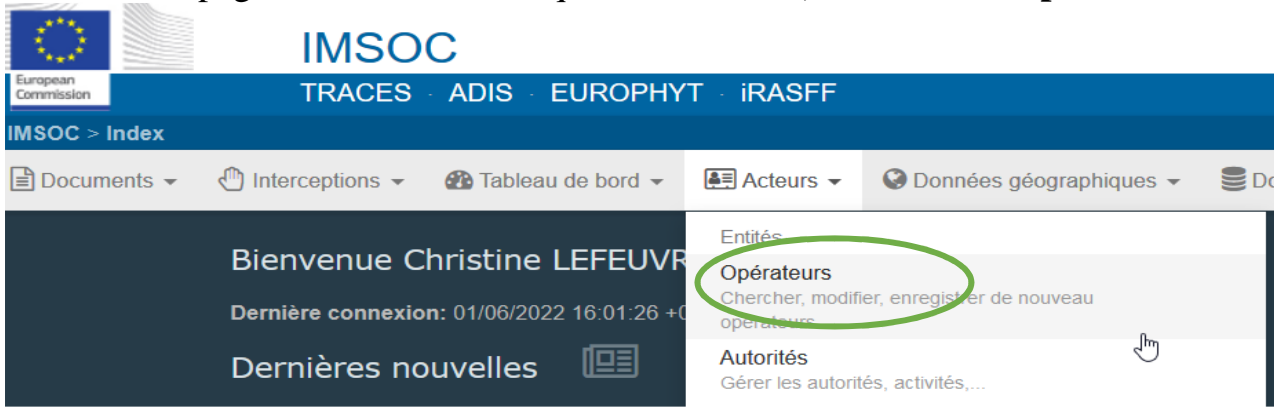 IMSOC
European
Commission
TRACES · ADIS · EUROPHYT · iRASFF
IMSOC > Index
Documents Interceptions Tableau de bord Acteurs Données géographiques
Entités
Bienvenue Christine LEFEUVR
Opérateurs
Chercher, modifier, enregistrer de nouveau
opérateurs
Dernière connexion: 01/06/2022 16:01:26
Autorités
Dernières nouvelles
Gérer les autorités, activités,...